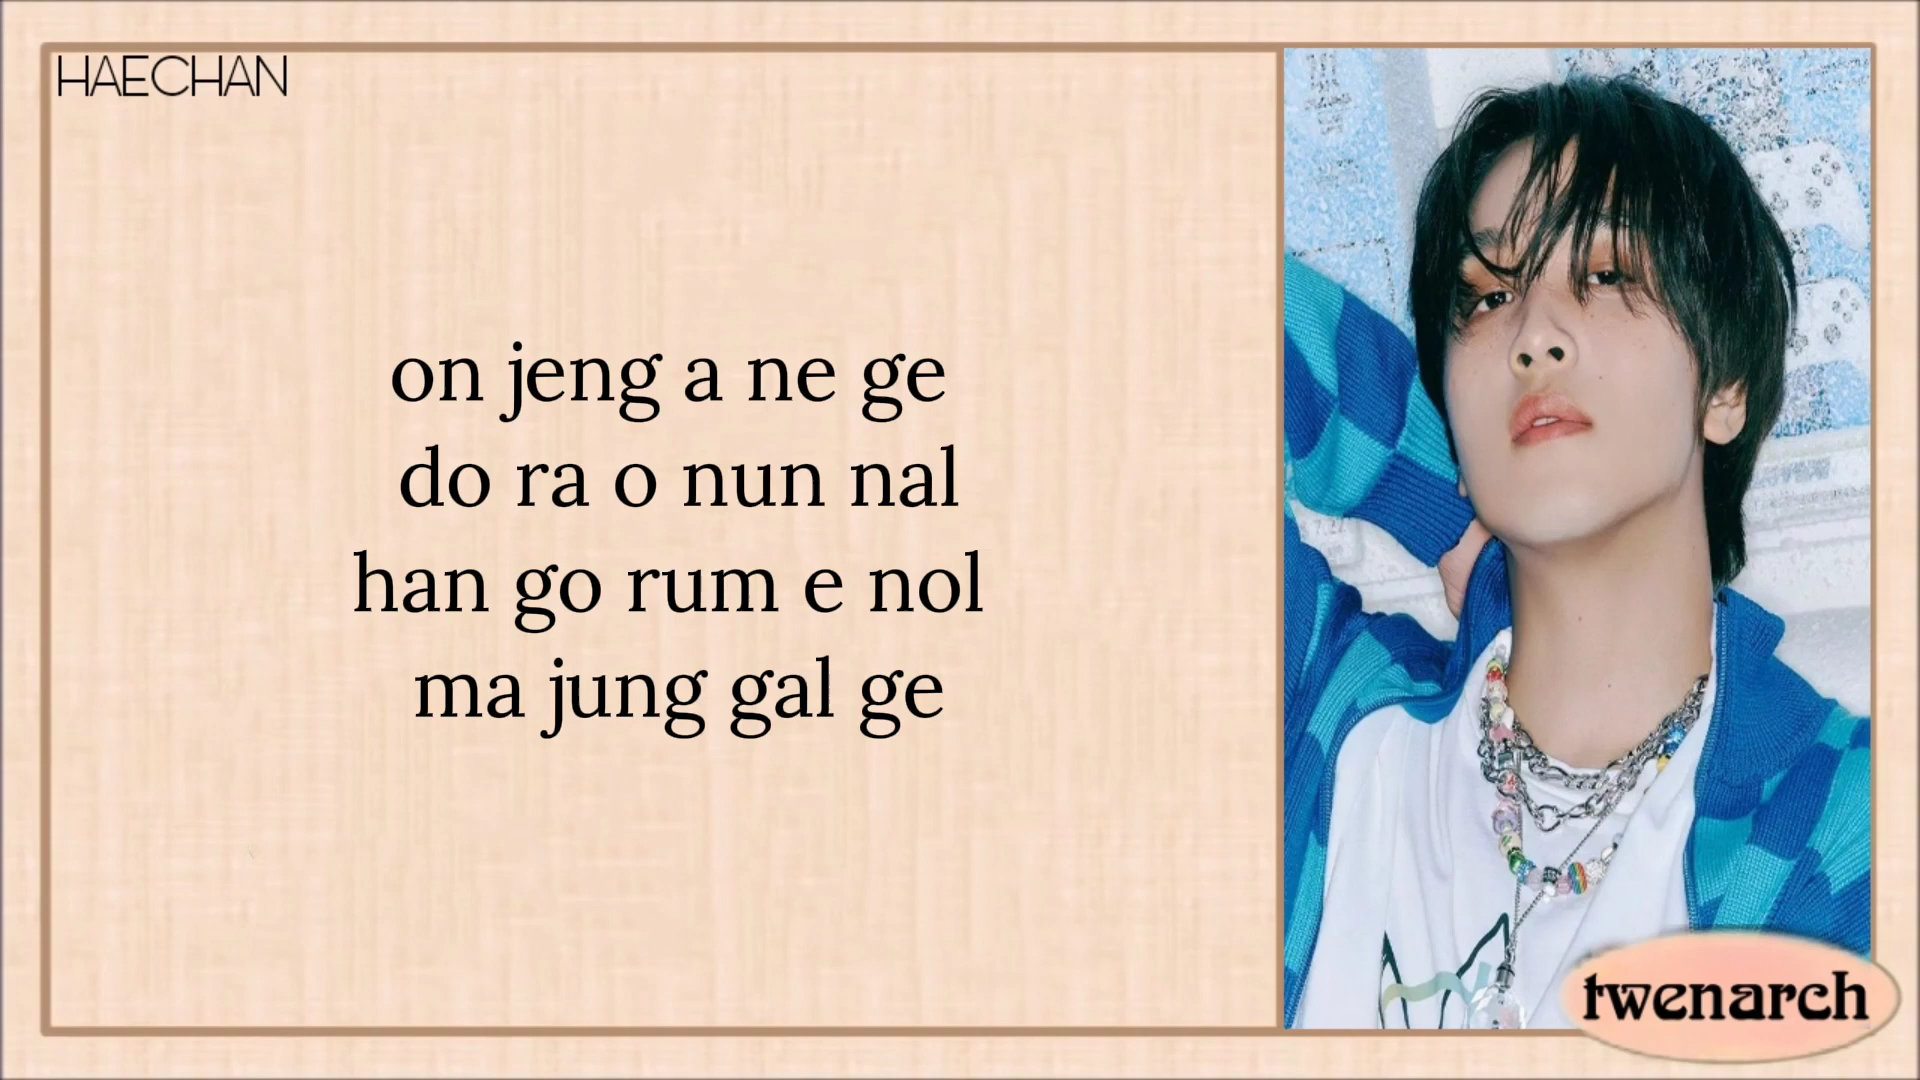 HAECHAN
on jeng a ne ge
do ra o nun nal
han go rum e nol
ma jung gal ge
twenarch